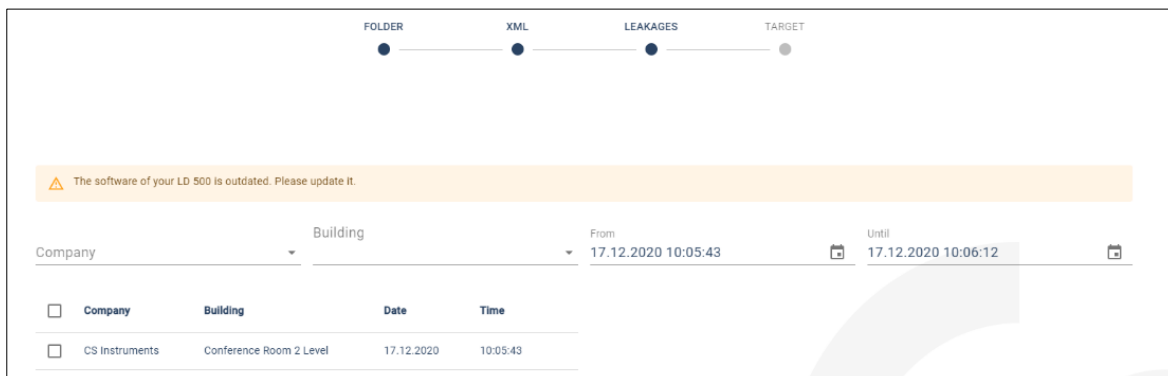 FOLDER XML LEAKAGES TARGET
The software of your LD 500 is outdated. Please update it.
Company Building From Until
17.12.2020 10:05:43 17.12.2020 10:06:12
Company Building Date Time
CS Instruments Conference Room 2 Level 17.12.2020 10:05:43